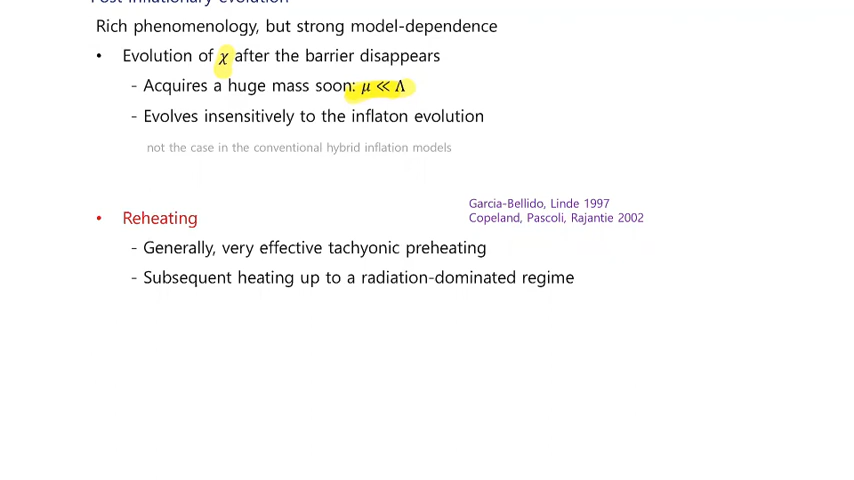 Post-inflationary evolution
Rich phenomenology, but strong model-dependence
• Evolution of χ after the barrier disappears
- Acquires a huge mass soon: μ ≪ Λ
- Evolves insensitively to the inflaton evolution
not the case in the conventional hybrid inflation models
Garcia-Bellido, Linde 1997
Copeland, Pascoli, Rajantie 2002
• Reheating
- Generally, very effective tachyonic preheating
- Subsequent heating up to a radiation-dominated regime